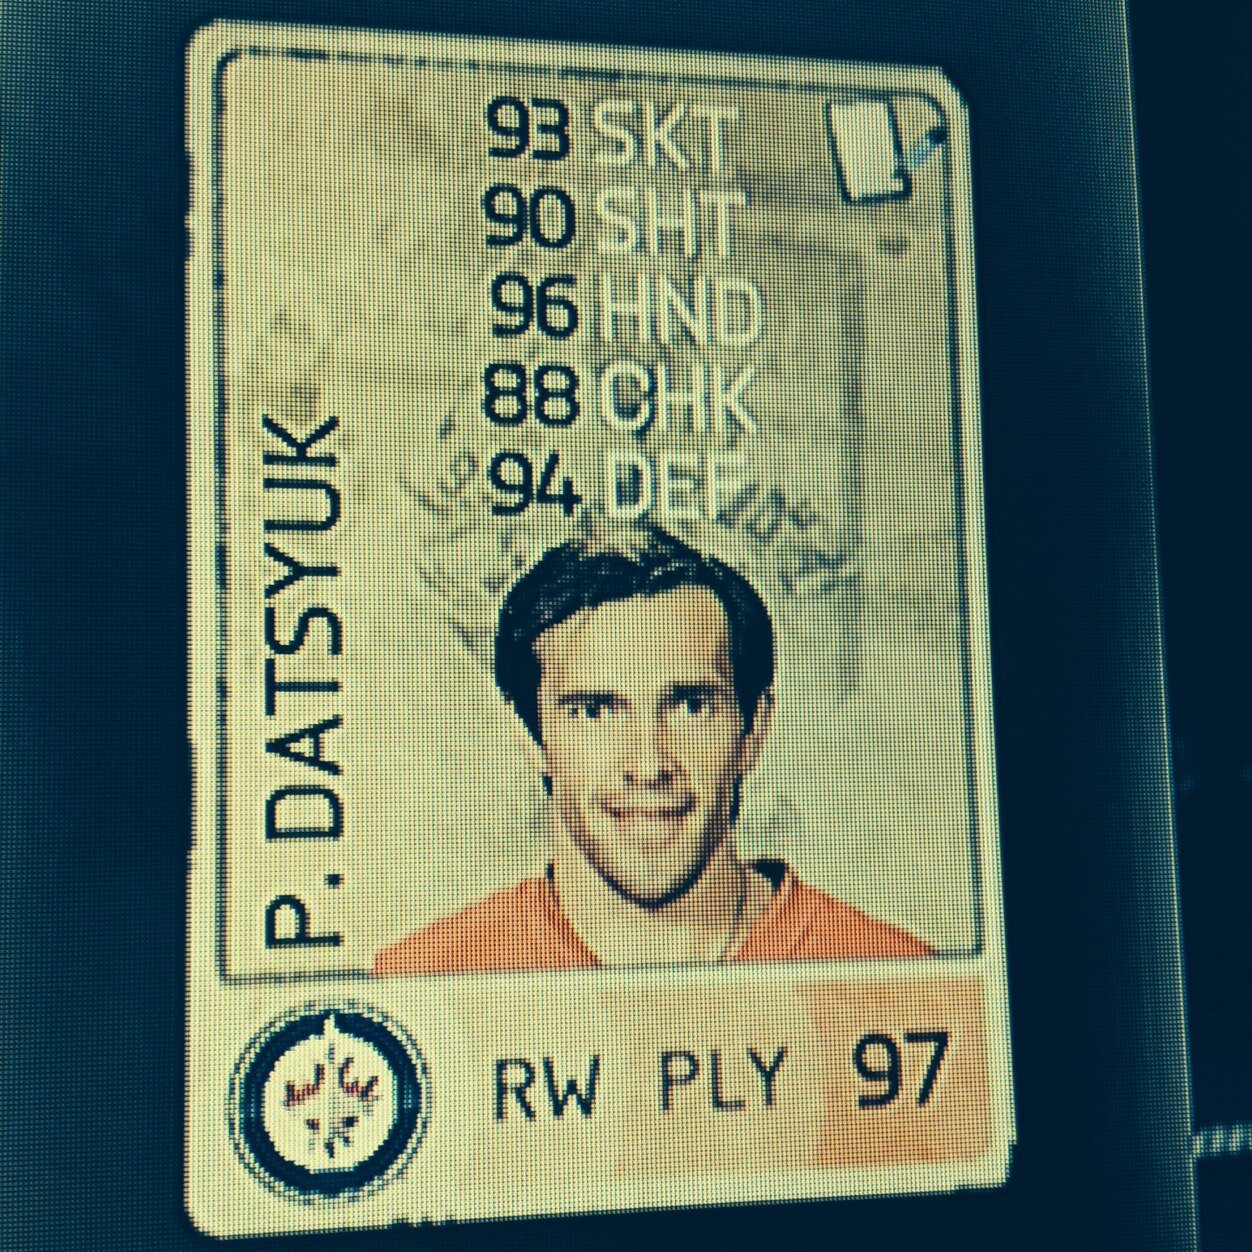 93 SKT
90 SHT
96 HND
88 CHK
94 DEF
P. DATSYUK
RW PLY 97